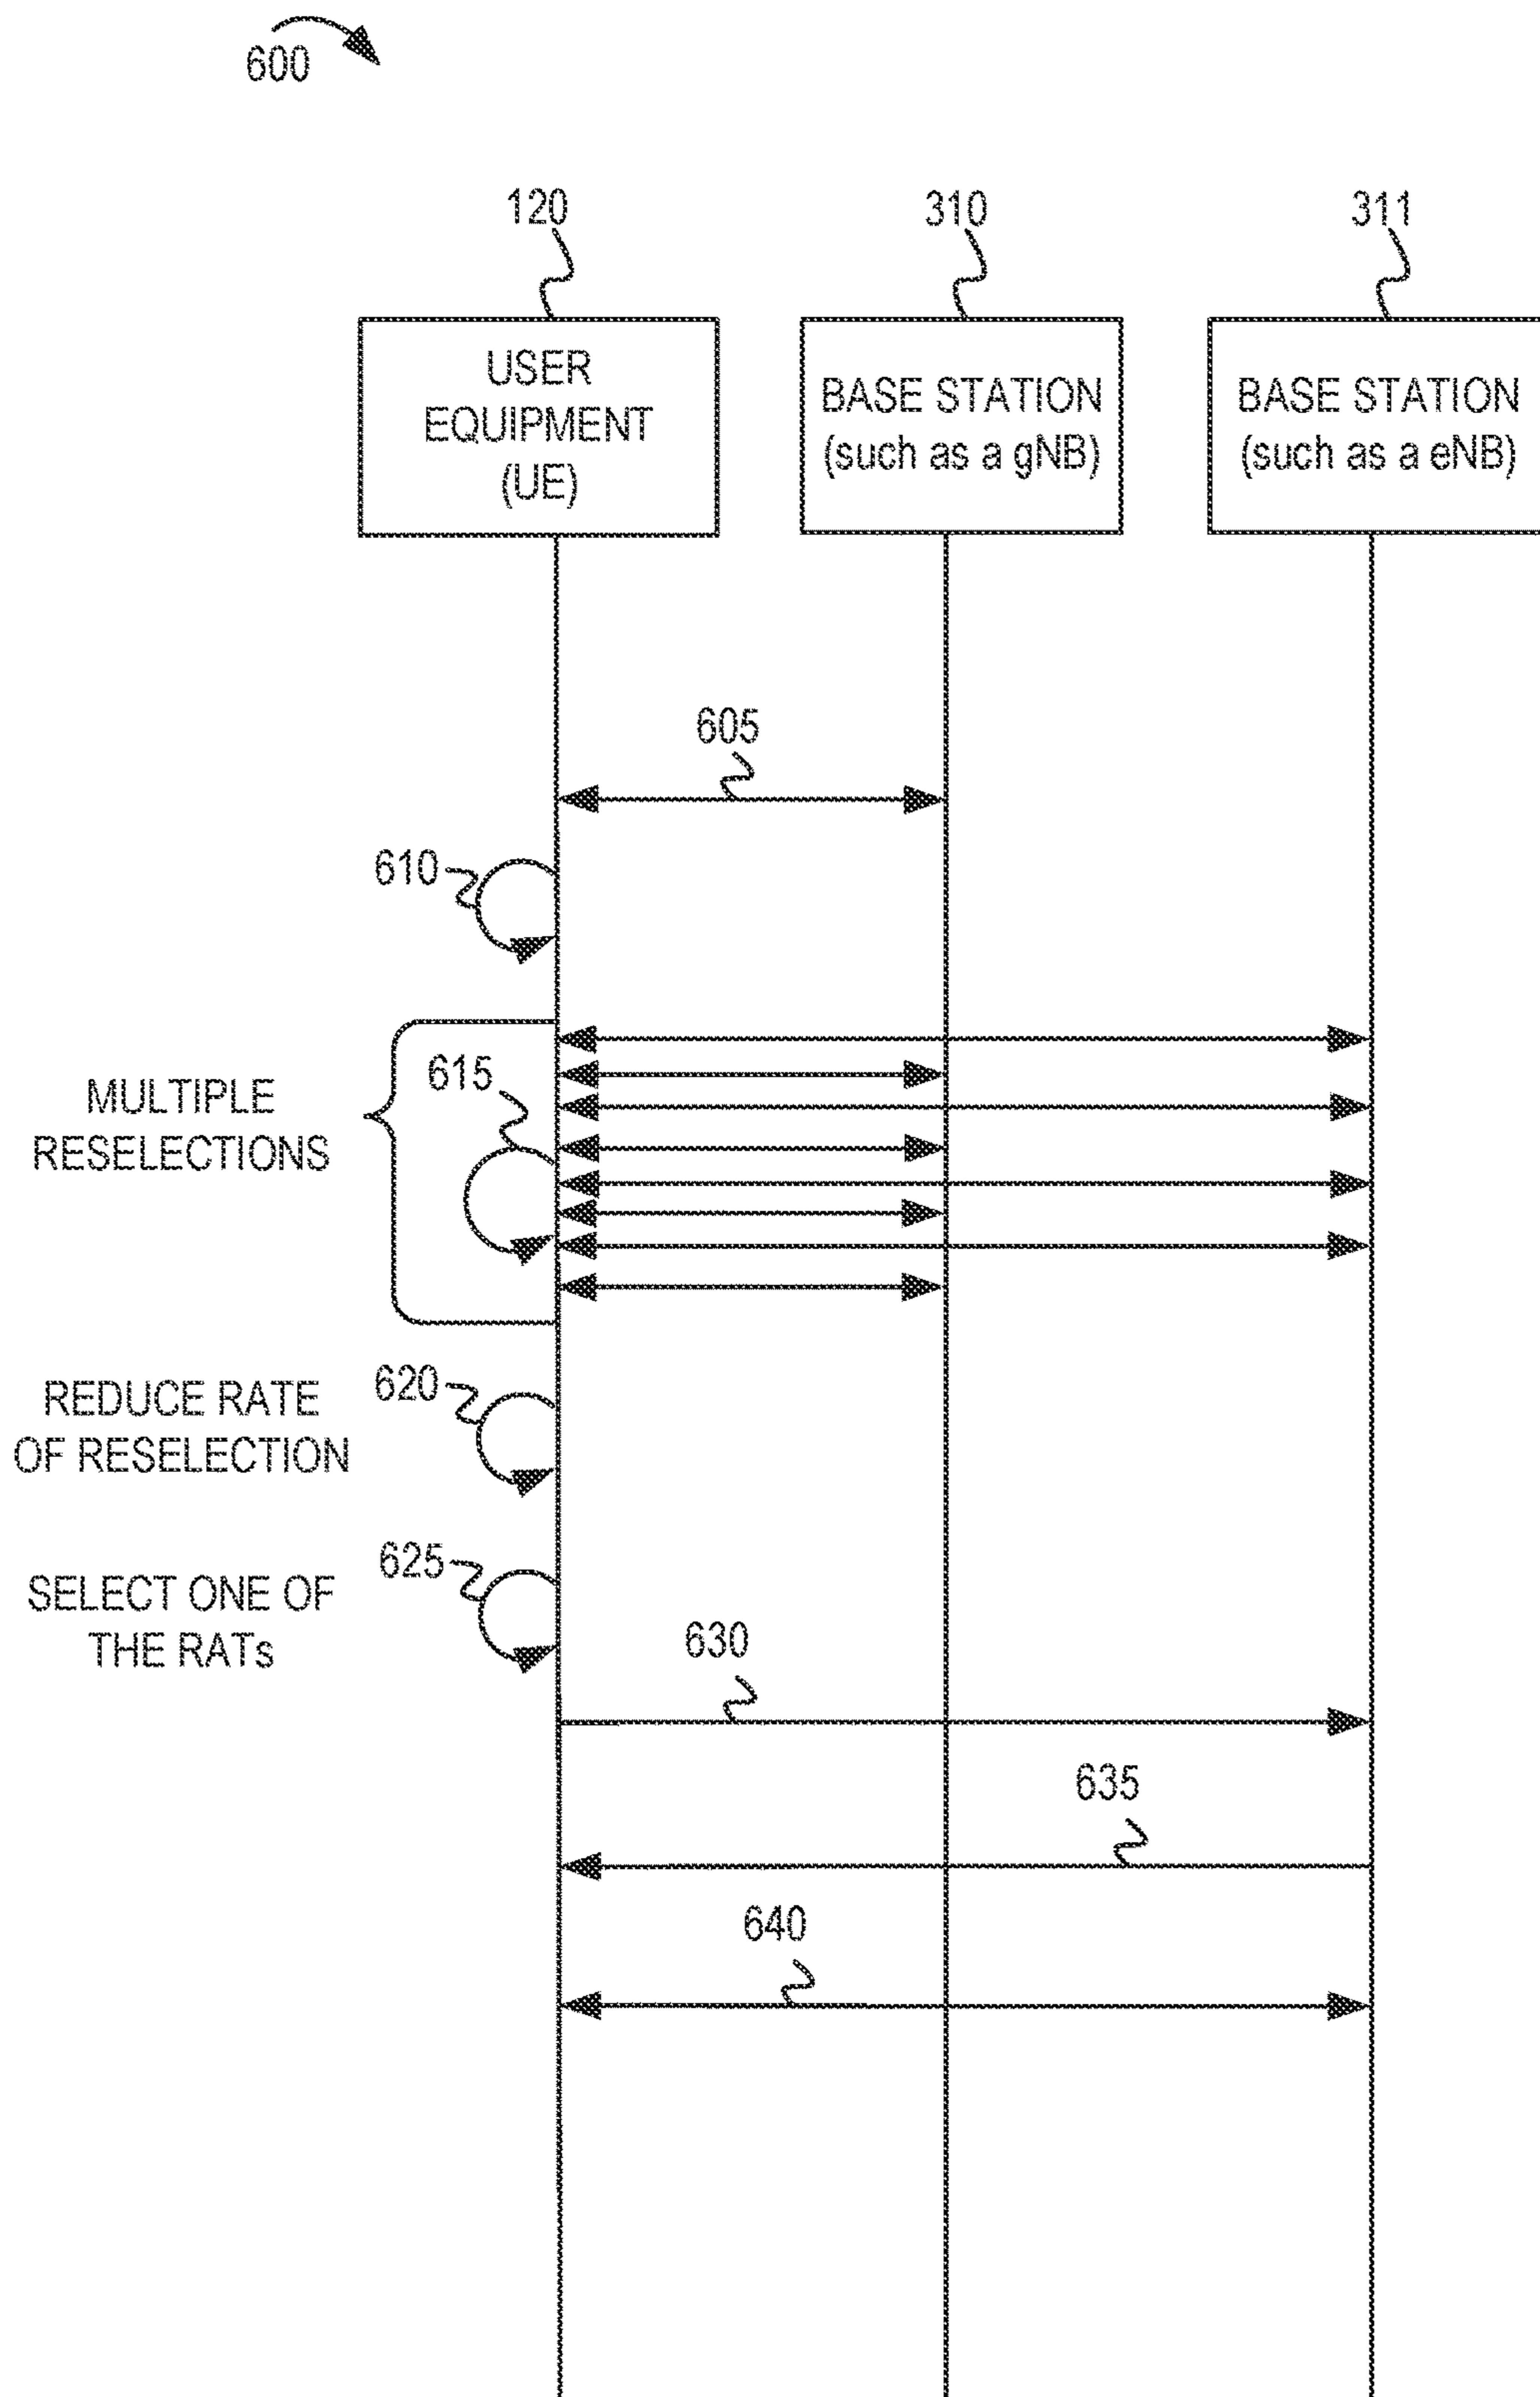 600
120
310
311
USER
EQUIPMENT
(UE)
BASE STATION
(such as a gNB)
BASE STATION
(such as a eNB)
605
610
615
MULTIPLE
RESELECTIONS
620
REDUCE RATE
OF RESELECTION
625
SELECT ONE OF
THE RATs
630
635
640